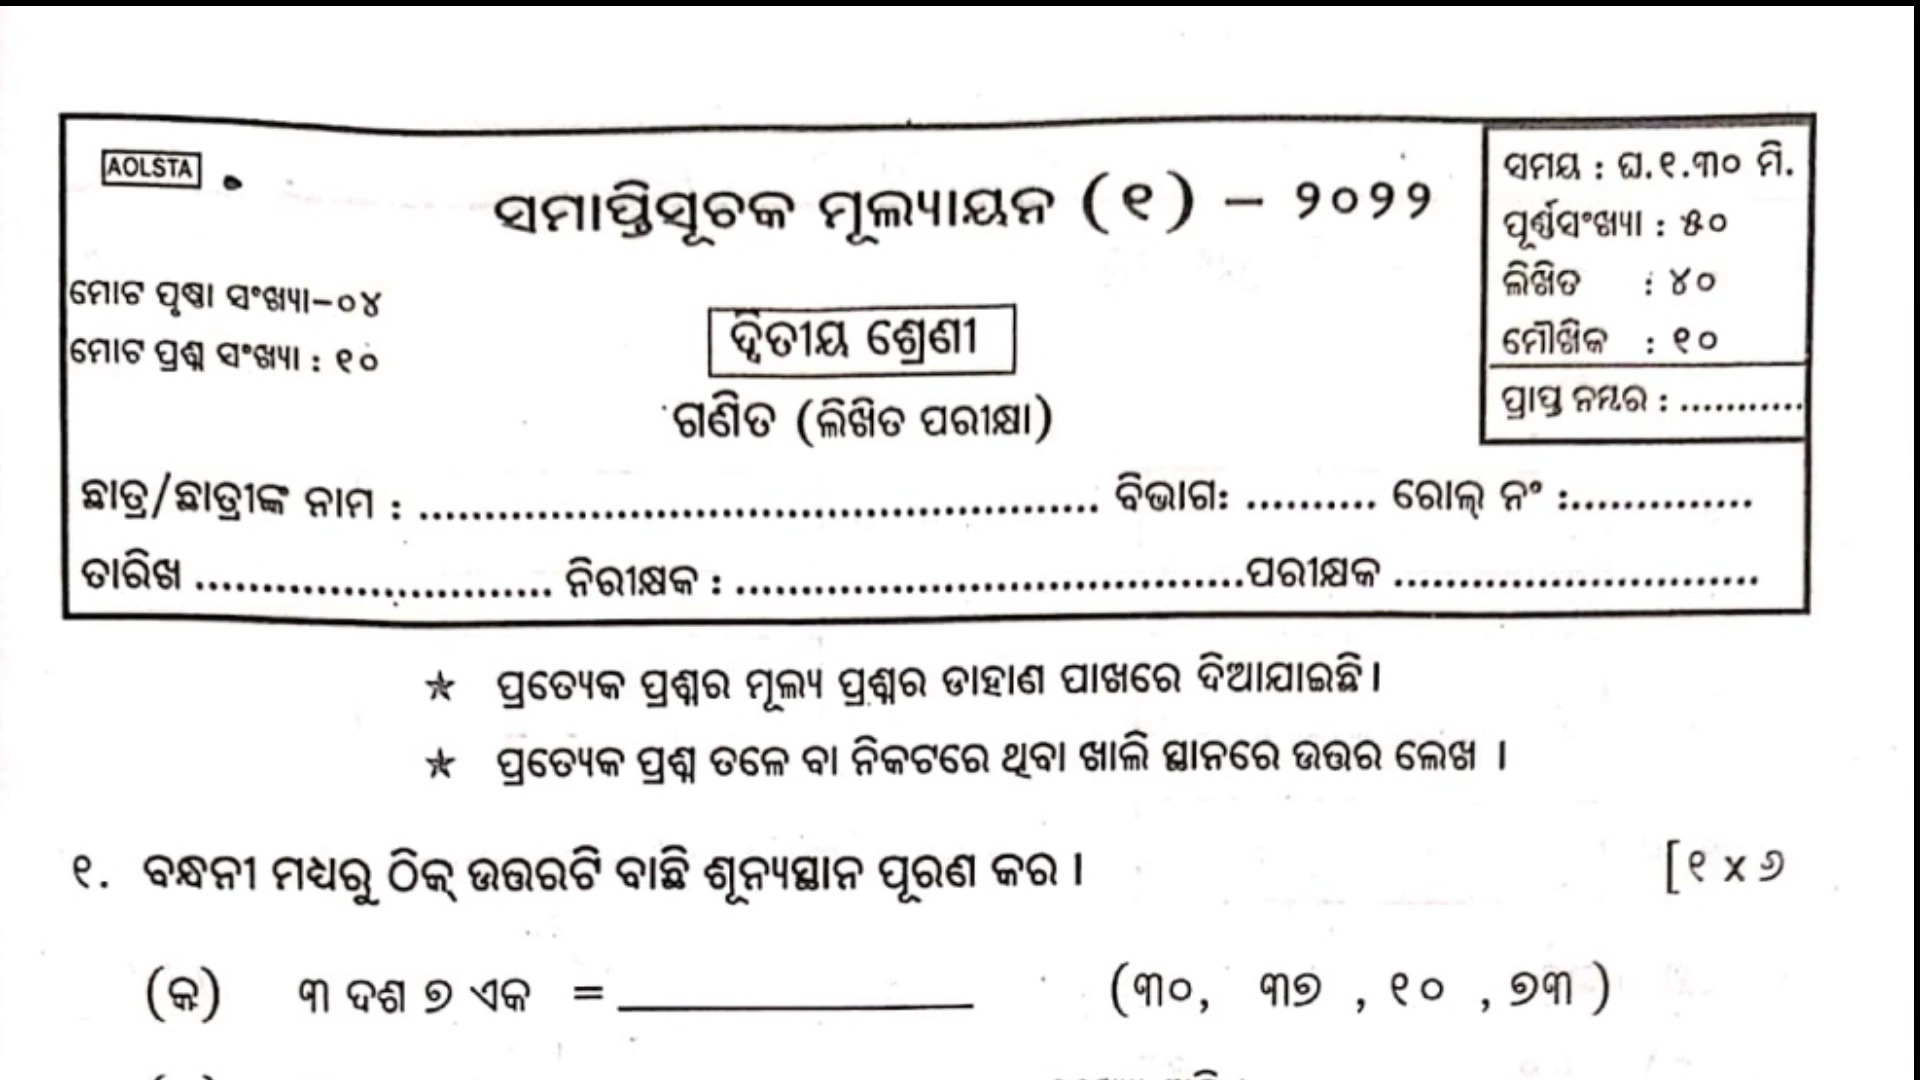 AOLSTA
ସମାପ୍ତିସୂଚକ ମୂଲ୍ୟାୟନ (୧) – ୨୦୨୨
ସମୟ : ଘ.୧.୩୦ ମି.
ପୂର୍ଣ୍ଣସଂଖ୍ୟା : ୫୦
ଲିଖିତ : ୪୦
ମୌଖିକ : ୧୦
ପ୍ରାପ୍ତ ନମ୍ବର : ............
ମୋଟ ପୃଷ୍ଠା ସଂଖ୍ୟା–୦୪
ମୋଟ ପ୍ରଶ୍ନ ସଂଖ୍ୟା : ୧୦
ଦ୍ୱିତୀୟ ଶ୍ରେଣୀ
ଗଣିତ (ଲିଖିତ ପରୀକ୍ଷା)
ଛାତ୍ର/ଛାତ୍ରୀଙ୍କ ନାମ : .................................................... ବିଭାଗଃ .......... ରୋଲ୍ ନଂ :..............
ତାରିଖ ........................... ନିରୀକ୍ଷକ : .......................................ପରୀକ୍ଷକ ............................
★ ପ୍ରତ୍ୟେକ ପ୍ରଶ୍ନର ମୂଲ୍ୟ ପ୍ରଶ୍ନର ଡାହାଣ ପାଖରେ ଦିଆଯାଇଛି।
★ ପ୍ରତ୍ୟେକ ପ୍ରଶ୍ନ ତଳେ ବା ନିକଟରେ ଥିବା ଖାଲି ସ୍ଥାନରେ ଉତ୍ତର ଲେଖ ।
୧. ବନ୍ଧନୀ ମଧ୍ୟରୁ ଠିକ୍ ଉତ୍ତରଟି ବାଛି ଶୂନ୍ୟସ୍ଥାନ ପୂରଣ କର । [୧ x ୬
(କ) ୩ ଦଶ ୭ ଏକ = ____________ (୩୦, ୩୭ , ୧୦ , ୭୩ )